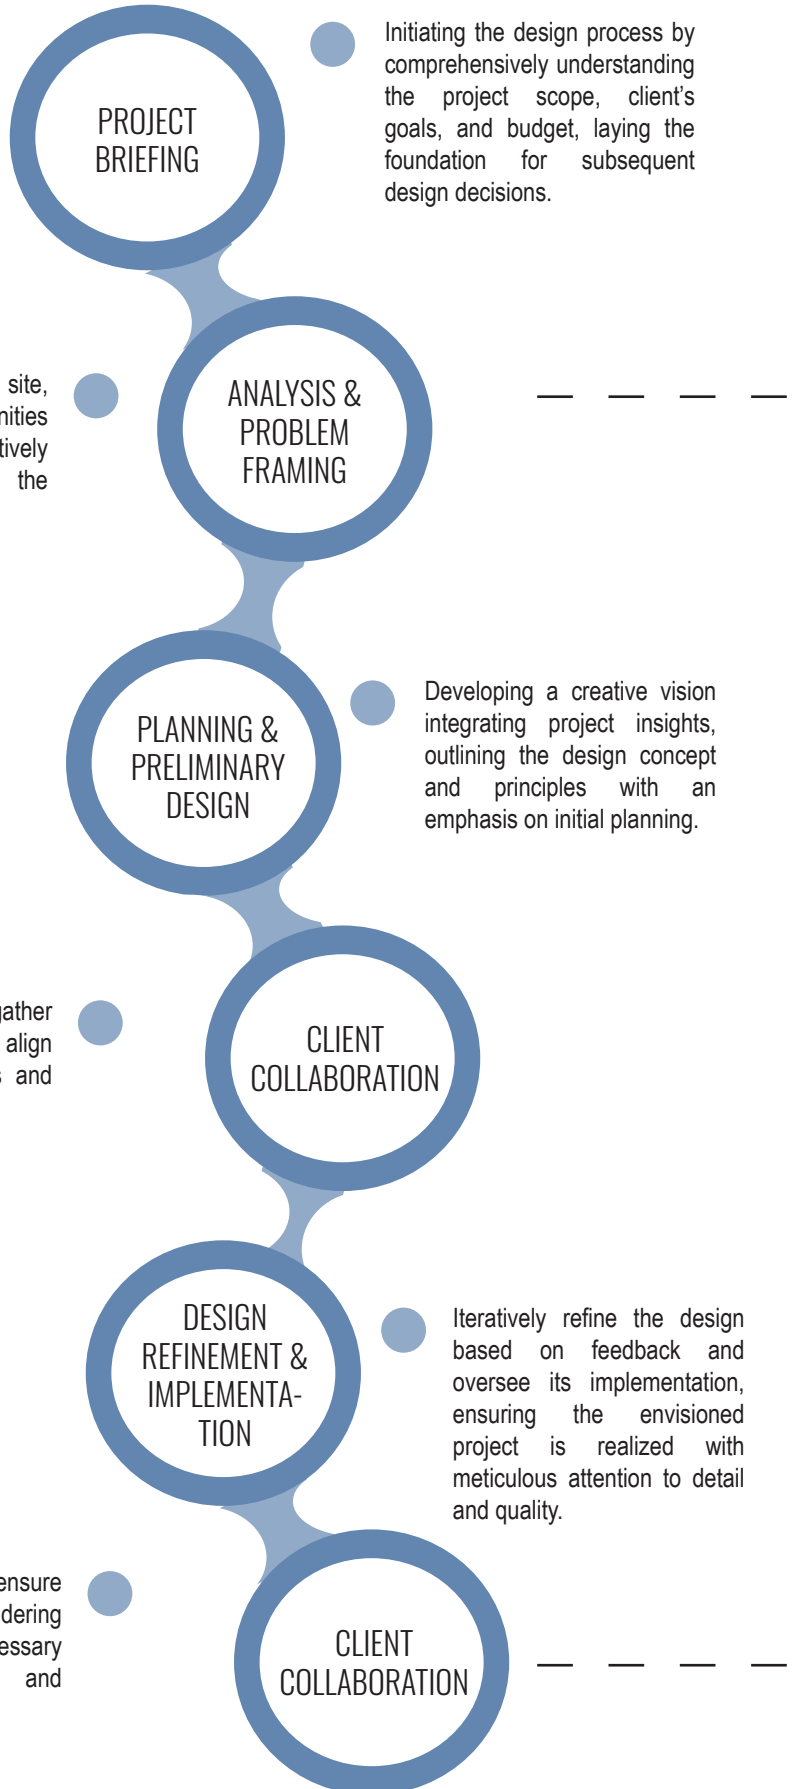 PROJECT
BRIEFING
Initiating the design process by
comprehensively understanding
the project scope, client's
goals, and budget, laying the
foundation for subsequent
design decisions.
site,
nities
tively
the
ANALYSIS &
PROBLEM
FRAMING
PLANNING &
PRELIMINARY
DESIGN
Developing a creative vision
integrating project insights,
outlining the design concept
and principles with an
emphasis on initial planning.
gather
align
and
CLIENT
COLLABORATION
DESIGN
REFINEMENT &
IMPLEMENTA-
TION
Iteratively refine the design
based on feedback and
oversee its implementation,
ensuring the envisioned
project is realized with
meticulous attention to detail
and quality.
ensure
dering
essary
and
CLIENT
COLLABORATION